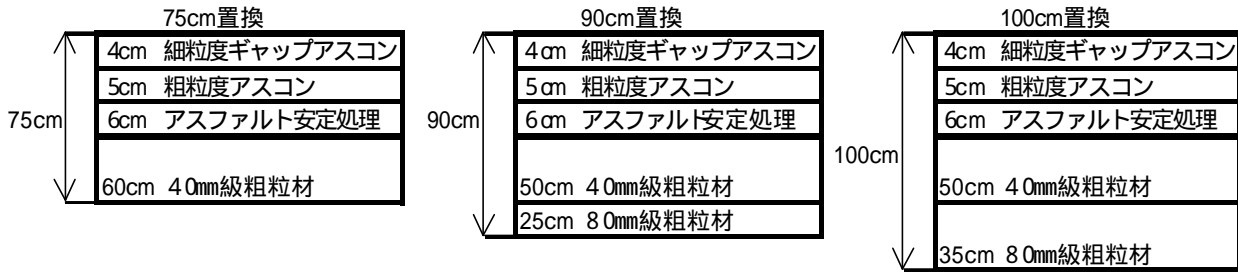 75cm置換
4cm 細粒度ギャップアスコン
5cm 粗粒度アスコン
6cm アスファルト安定処理
60cm 40mm級粗粒材
75cm
90cm置換
4cm 細粒度ギャップアスコン
5cm 粗粒度アスコン
6cm アスファルト安定処理
50cm 40mm級粗粒材
25cm 80mm級粗粒材
90cm
100cm置換
4cm 細粒度ギャップアスコン
5cm 粗粒度アスコン
6cm アスファルト安定処理
50cm 40mm級粗粒材
35cm 80mm級粗粒材
100cm